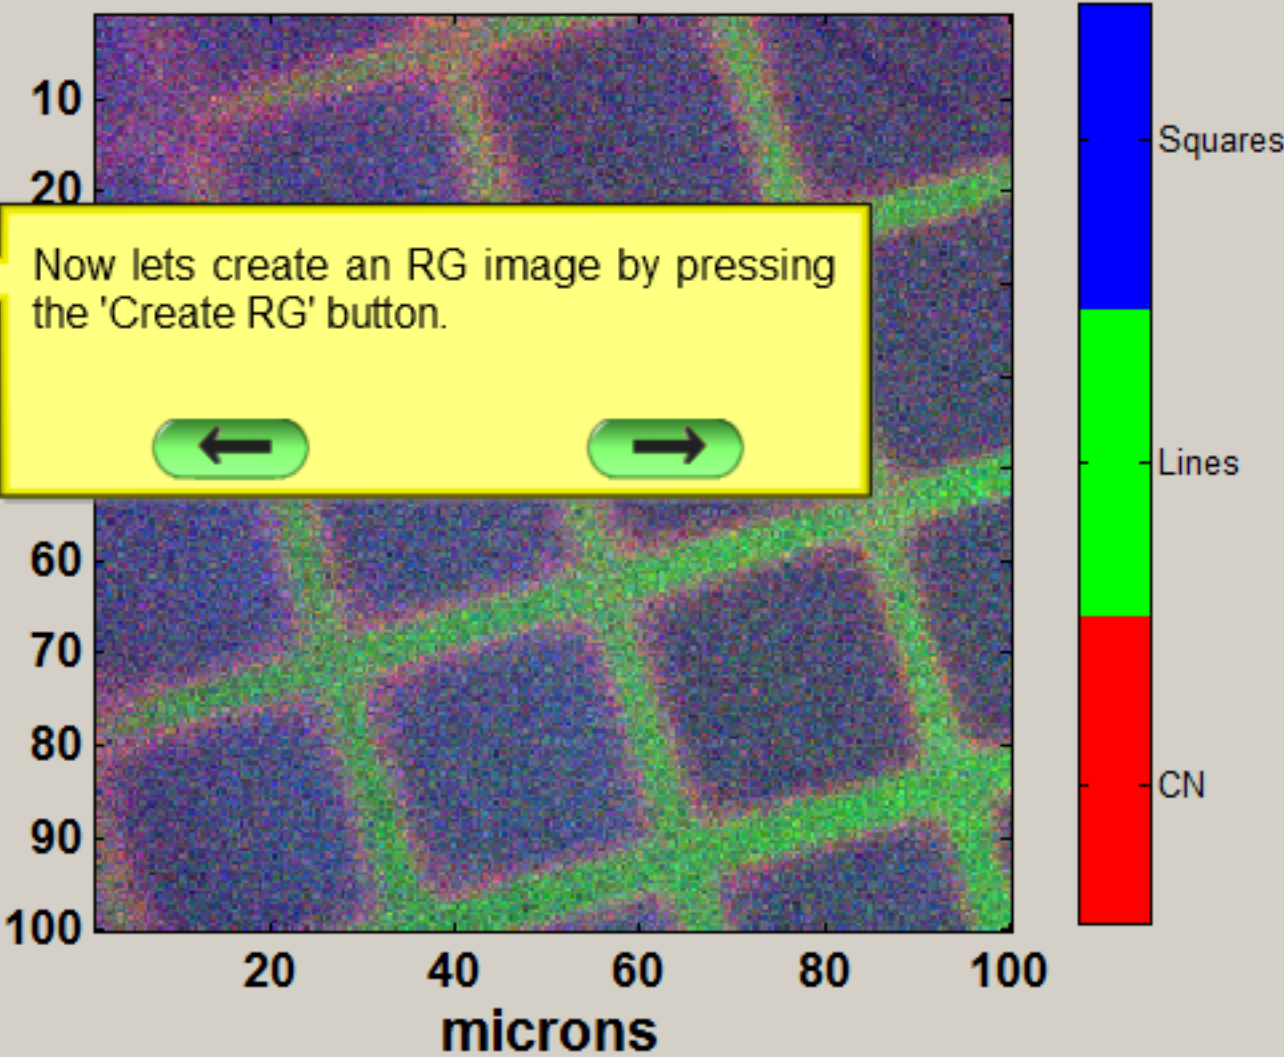 10
20
Now lets create an RG image by pressing
the 'Create RG' button.
60
70
80
90
100
20 40 60 80 100
microns
Squares
Lines
CN